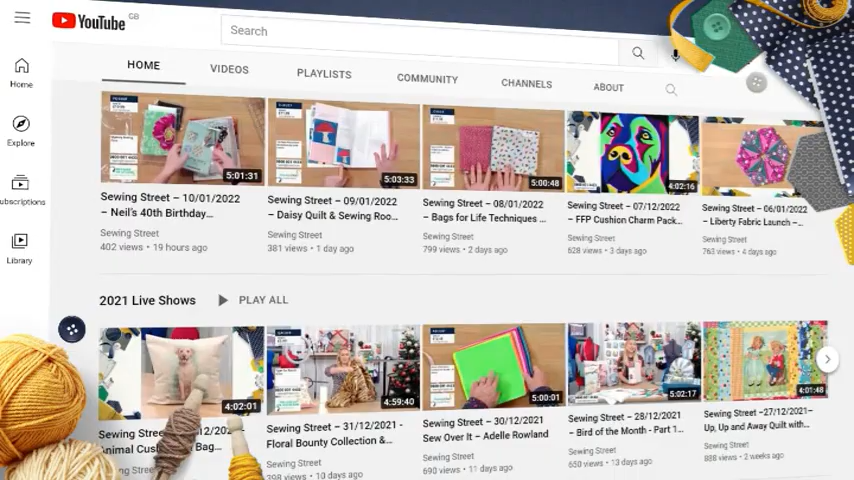 YouTube GB
Search
Home
Explore
ubscriptions
Library
HOME
VIDEOS
PLAYLISTS
COMMUNITY
CHANNELS
ABOUT
5:01:31
5:03:33
5:00:48
4:02:16
Sewing Street – 10/01/2022
– Neil's 40th Birthday...
Sewing Street
402 views • 19 hours ago
Sewing Street – 09/01/2022
– Daisy Quilt & Sewing Roo...
Sewing Street
381 views • 1 day ago
Sewing Street – 08/01/2022
– Bags for Life Techniques ...
Sewing Street
799 views • 2 days ago
Sewing Street – 07/12/2022
– FFP Cushion Charm Pack...
Sewing Street
628 views • 3 days ago
Sewing Street – 06/01/2022
– Liberty Fabric Launch –...
Sewing Street
763 views • 4 days ago
2021 Live Shows
PLAY ALL
4:02:01
4:59:40
5:00:01
5:02:17
4:01:48
Sewing Stree
/2021
Animal Cus
Bag...
Sewing Street
Sewing Street – 31/12/2021 -
Floral Bounty Collection &...
Sewing Street
398 views • 10 days ago
Sewing Street – 30/12/2021
Sew Over It – Adelle Rowland
Sewing Street
690 views • 11 days ago
Sewing Street – 28/12/2021
– Bird of the Month - Part 1...
Sewing Street
650 views • 13 days ago
Sewing Street –27/12/2021–
Up, Up and Away Quilt with...
Sewing Street
888 views • 2 weeks ago